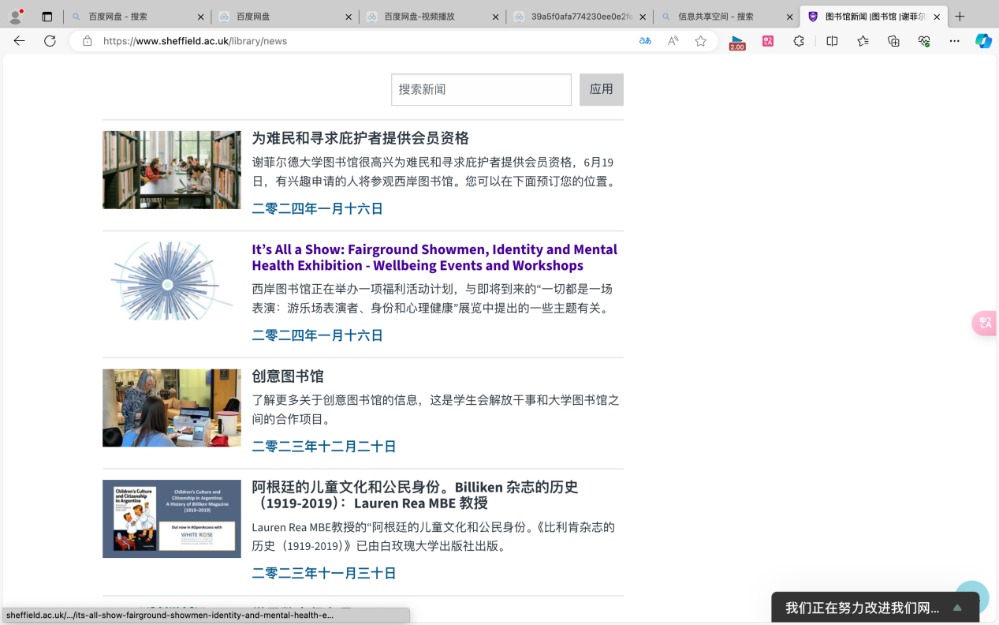 百度网盘 - 搜索
百度网盘
百度网盘-视频播放
39a5f0afa774230ee0e2fe
信息共享空间 - 搜索
图书馆新闻 |图书馆 |谢菲尔
https://www.sheffield.ac.uk/library/news
2.00
搜索新闻
应用
为难民和寻求庇护者提供会员资格
谢菲尔德大学图书馆很高兴为难民和寻求庇护者提供会员资格，6月19
日，有兴趣申请的人将参观西岸图书馆。您可以在下面预订您的位置。
二零二四年一月十六日
It’s All a Show: Fairground Showmen, Identity and Mental
Health Exhibition - Wellbeing Events and Workshops
西岸图书馆正在举办一项福利活动计划，与即将到来的“一切都是一场
表演：游乐场表演者、身份和心理健康”展览中提出的一些主题有关。
二零二四年一月十六日
创意图书馆
了解更多关于创意图书馆的信息，这是学生会解放干事和大学图书馆之
间的合作项目。
二零二三年十二月二十日
Children's Culture and
Citizenship in Argentina:
A History of Billiken Magazine
(1919–2019)
Out now in #OpenAccess with
WHITE ROSE
阿根廷的儿童文化和公民身份。Billiken 杂志的历史
（1919-2019）：Lauren Rea MBE 教授
Lauren Rea MBE教授的“阿根廷的儿童文化和公民身份。《比利肯杂志的
历史（1919-2019）》已由白玫瑰大学出版社出版。
二零二三年十一月三十日
我们正在努力改进我们网...
sheffield.ac.uk/.../its-all-show-fairground-showmen-identity-and-mental-health-e...